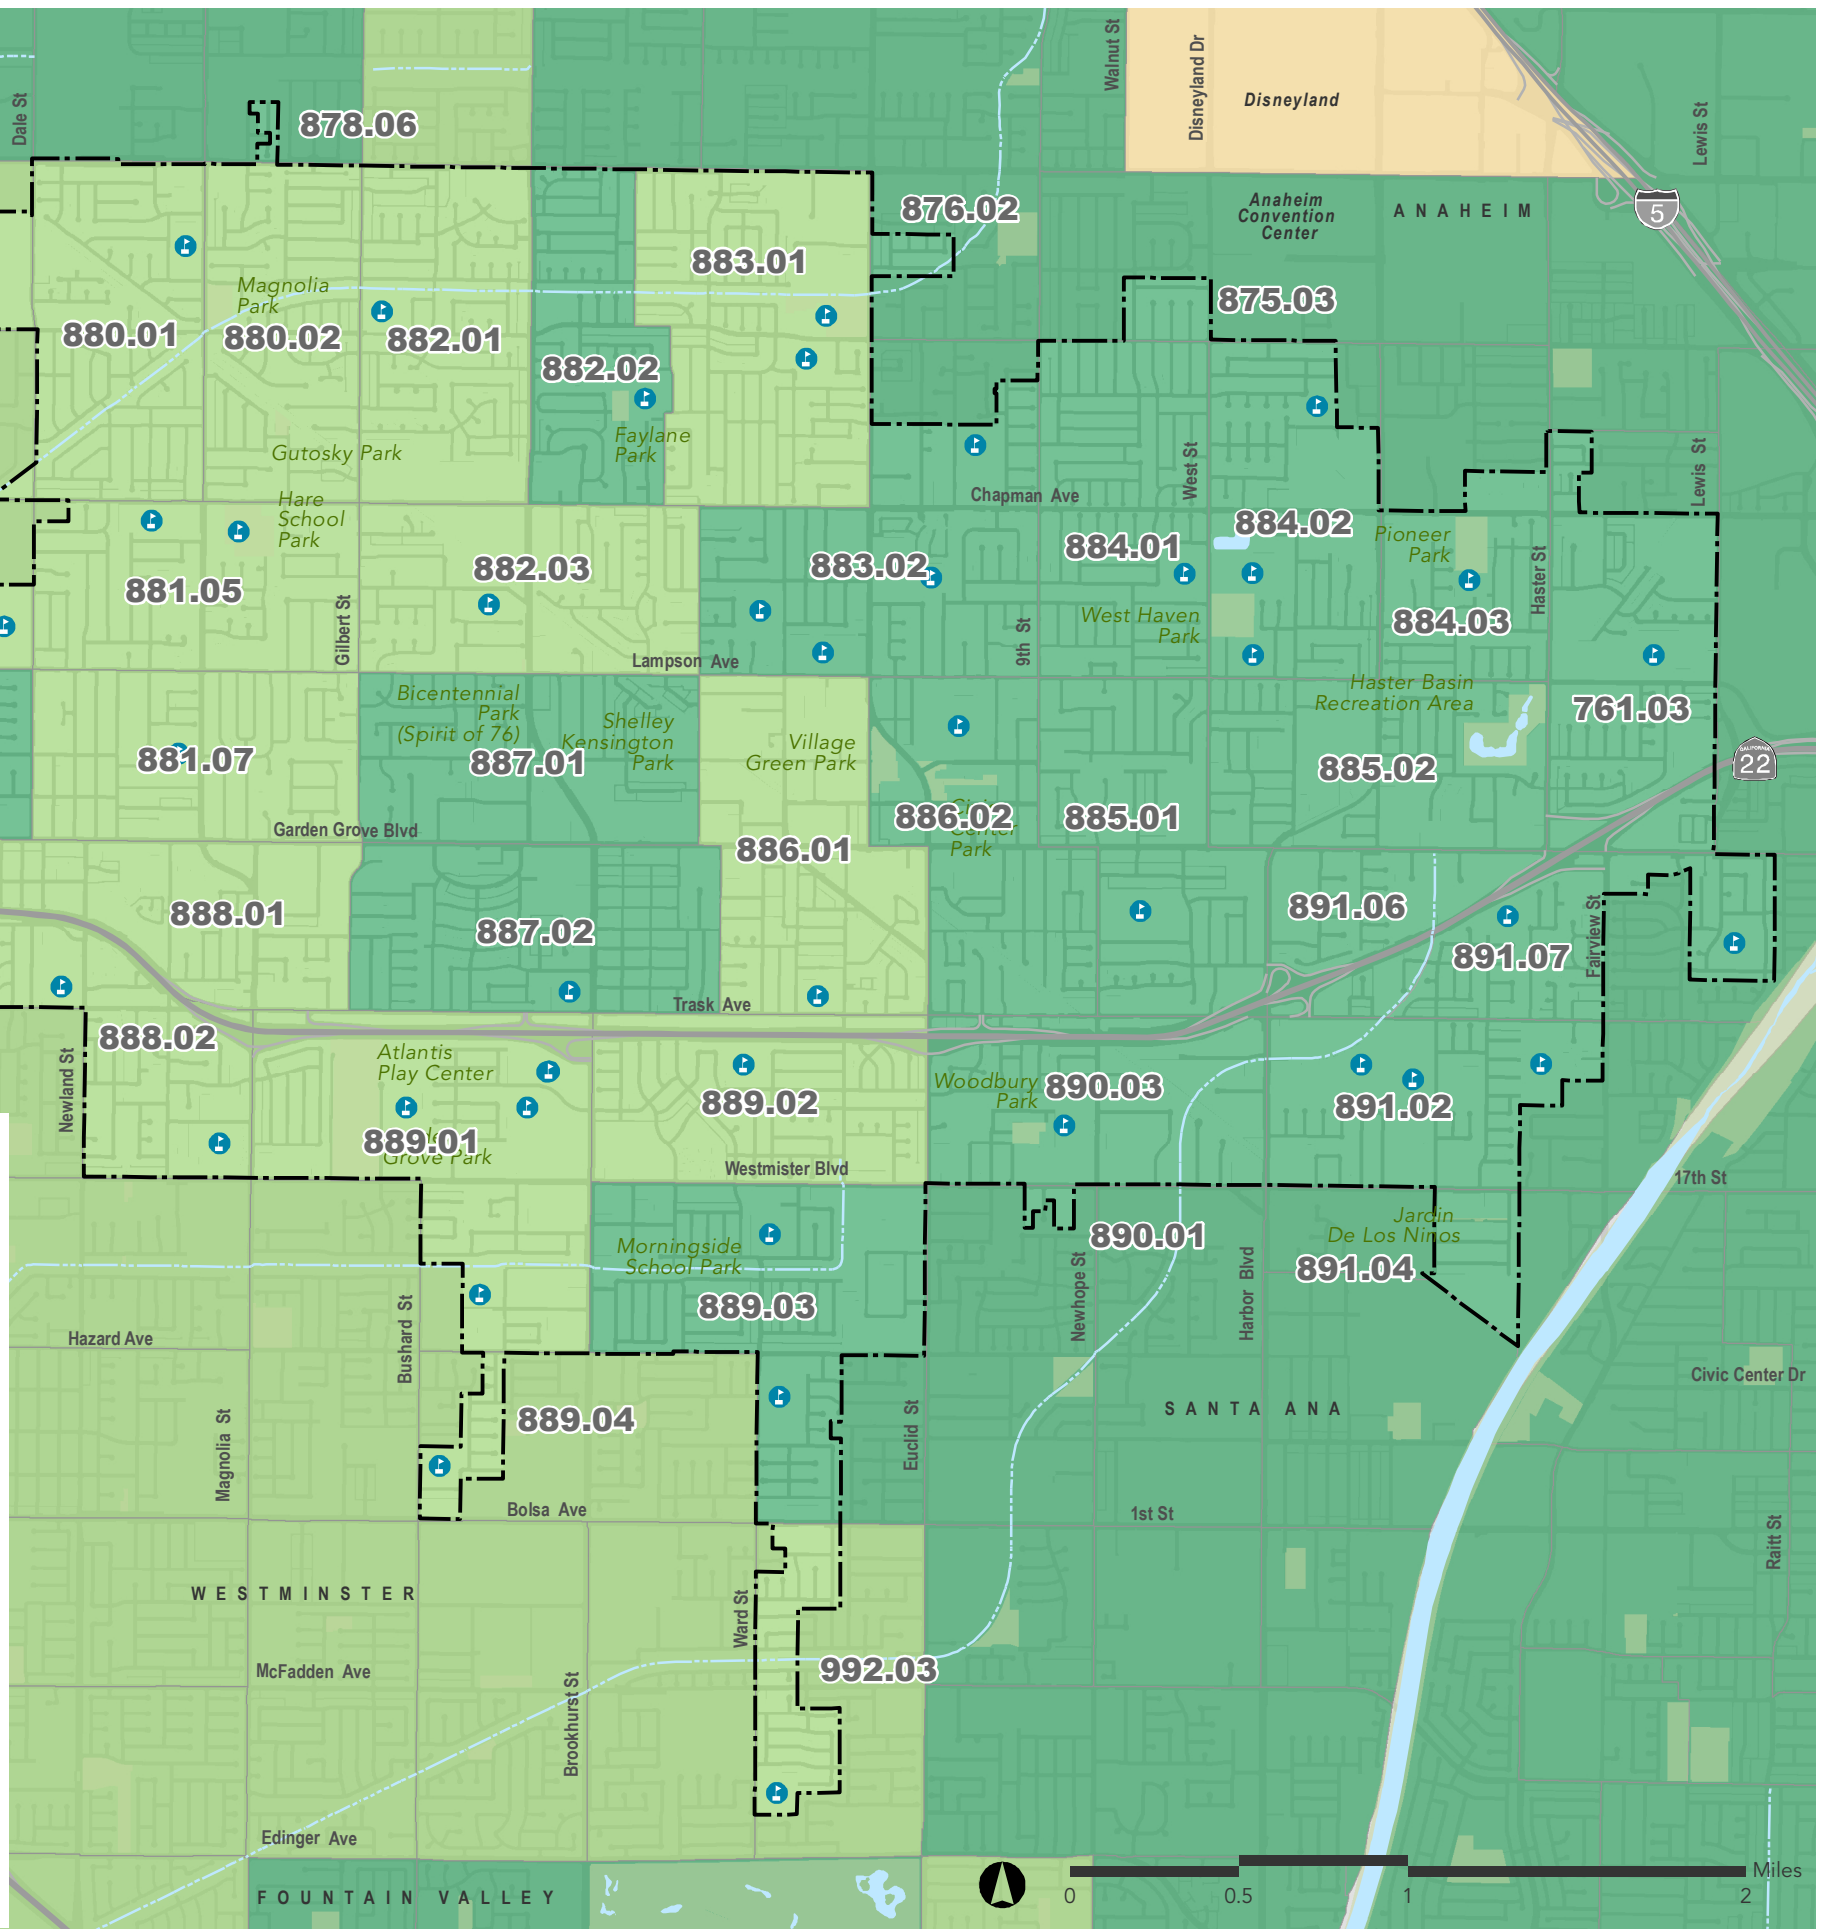 Dale St
878.06
Walnut St
Disneyland Dr
Disneyland
Lewis St
5
876.02
Anaheim
Convention
Center
ANAHEIM
883.01
Magnolia
Park
880.01
880.02
882.01
882.02
875.03
Faylane
Park
Gutosky Park
West St
Lewis St
Chapman Ave
Hare
School
Park
884.02
Pioneer
Park
884.01
883.02
882.03
881.05
Gilbert St
Haster St
884.03
West Haven
Park
9th St
Lampson Ave
Bicentennial
Park
(Spirit of 76)
Shelley
Kensington
Park
Village
Green Park
Haster Basin
Recreation Area
761.03
881.07
887.01
885.02
22
886.02
Park
885.01
Garden Grove Blvd
886.01
888.01
887.02
891.06
891.07
Fairview St
Trask Ave
888.02
Newland St
Atlantis
Play Center
889.02
Woodbury
Park
890.03
891.02
889.01
Grove Park
Westmister Blvd
17th St
Jardin
De Los Ninos
890.01
891.04
Morningside
School Park
889.03
Newhope St
Harbor Blvd
Hazard Ave
Bushard St
Civic Center Dr
SANTA ANA
889.04
Magnolia St
Euclid St
Bolsa Ave
1st St
Raitt St
WESTMINSTER
Ward St
McFadden Ave
992.03
Brookhurst St
Edinger Ave
FOUNTAIN VALLEY
Miles
0
0.5
1
2